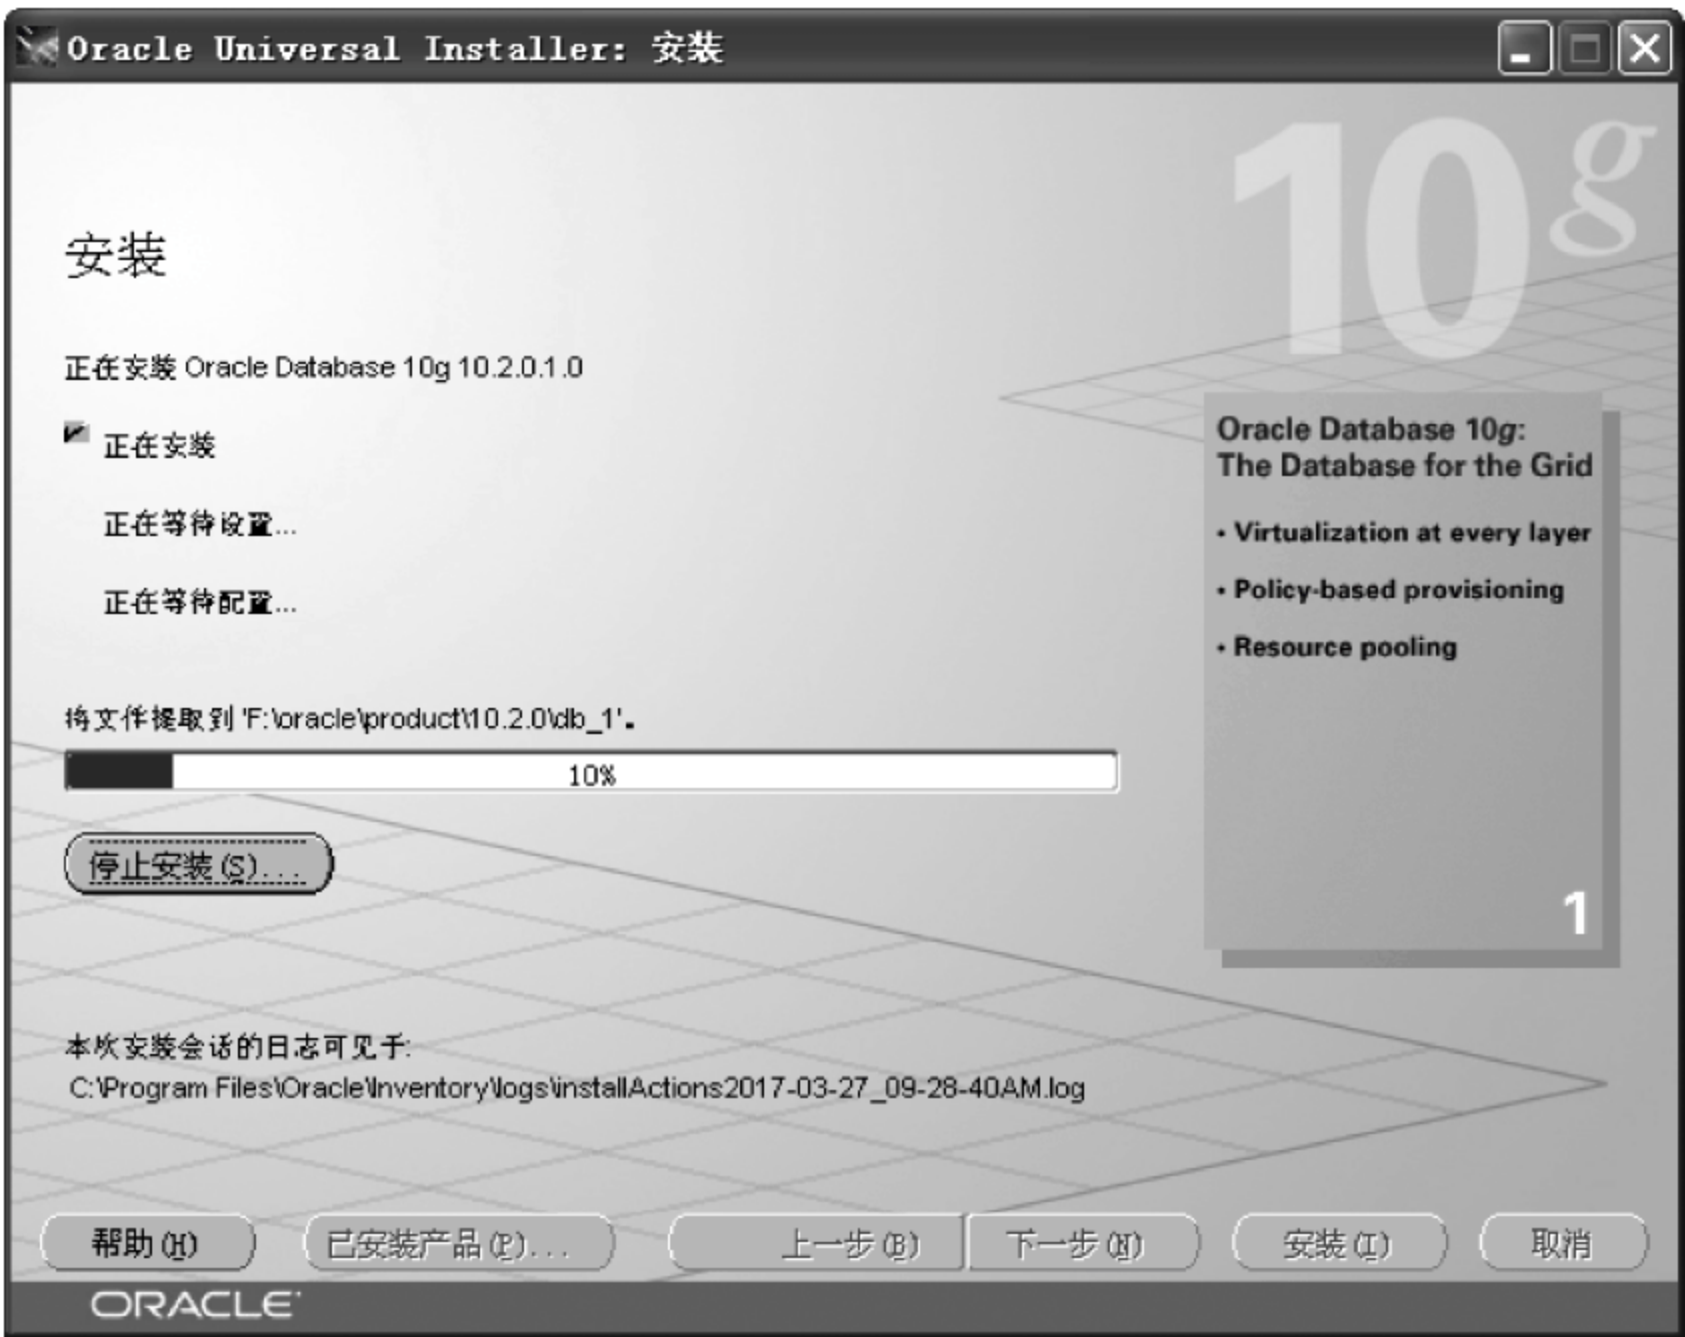 Oracle Universal Installer: 安装
10g
安装
正在安装 Oracle Database 10g 10.2.0.1.0
正在安装
正在等待设置...
正在等待配置...
Oracle Database 10g:
The Database for the Grid
• Virtualization at every layer
• Policy-based provisioning
• Resource pooling
1
将文件提取到 'F:\oracle\product\10.2.0\db_1'。
10%
停止安装(S)...
本次安装会话的日志可见于:
C:\Program Files\Oracle\Inventory\logs\installActions2017-03-27_09-28-40AM.log
帮助(H) 已安装产品(P)... 上一步(B) 下一步(N) 安装(I) 取消
ORACLE